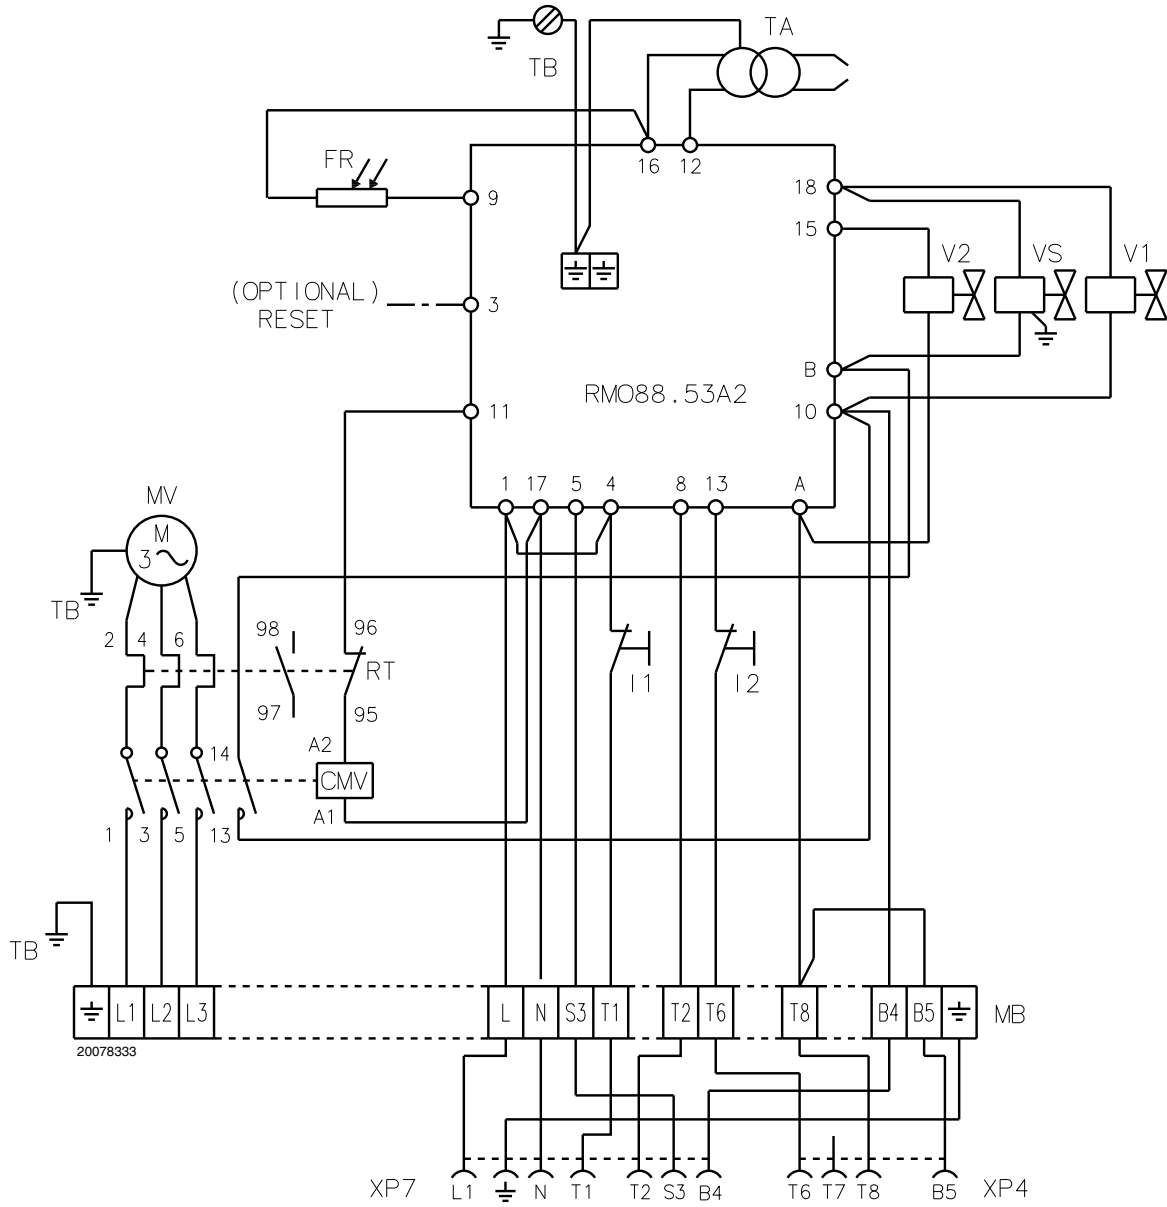 TA
TB
16 12
FR
9
18
15
V2 VS V1
(OPTIONAL)
RESET
3
B
RMO88.53A2
11
10
1 17 5 4 8 13 A
MV
M
3
TB
2 4 6
98 96
RT
I1 I2
97 95
A2
14
CMV
A1
1 3 5 13
TB
L1 L2 L3 L N S3 T1 T2 T6 T8 B4 B5 MB
20078333
XP7 L1 N T1 T2 S3 B4 T6 T7 T8 B5 XP4